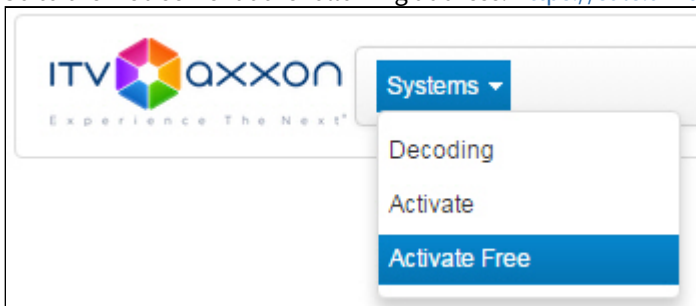 ITV axxon
Experience The Next®
Systems
Decoding
Activate
Activate Free